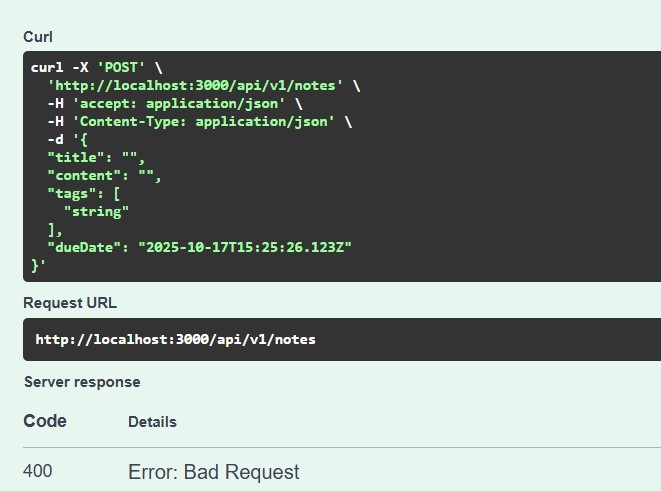 Curl
curl -X 'POST' \
  'http://localhost:3000/api/v1/notes' \
  -H 'accept: application/json' \
  -H 'Content-Type: application/json' \
  -d '{
  "title": "",
  "content": "",
  "tags": [
    "string"
  ],
  "dueDate": "2025-10-17T15:25:26.123Z"
}'
Request URL
http://localhost:3000/api/v1/notes
Server response
Code Details
400 Error: Bad Request